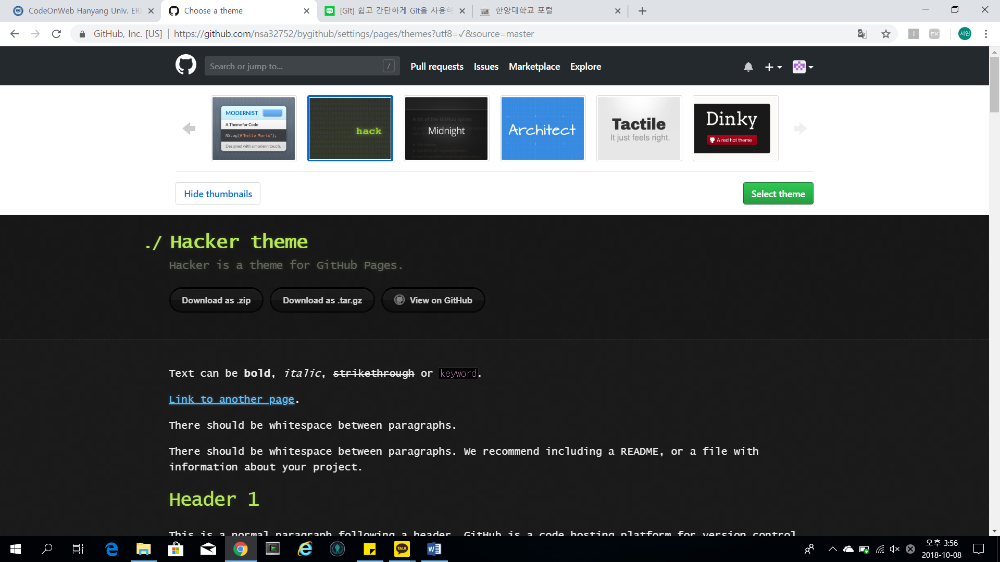 CodeOnWeb Hanyang Univ. ERI
Choose a theme
[Git] 쉽고 간단하게 Git을 사용하
한양대학교 포털
GitHub, Inc. [US]
https://github.com/nsa32752/bygithub/settings/pages/themes?utf8=✓&source=master
EX
서연
Search or jump to...
/
Pull requests
Issues
Marketplace
Explore
MODERNIST
A Theme for Code
NSLog(@"Hello World");
Designed with a modern touch.
hack
A bit of the GitHub spices
Midnight
Architect
Tactile
It just feels right.
Dinky
A red hot theme
Hide thumbnails
Select theme
./ Hacker theme
Hacker is a theme for GitHub Pages.
Download as .zip
Download as .tar.gz
View on GitHub
Text can be bold, italic, strikethrough or keyword.
Link to another page.
There should be whitespace between paragraphs.
There should be whitespace between paragraphs. We recommend including a README, or a file with
information about your project.
Header 1
This is a normal paragraph following a header. GitHub is a code hosting platform for version control
TALK
오후 3:56
2018-10-08